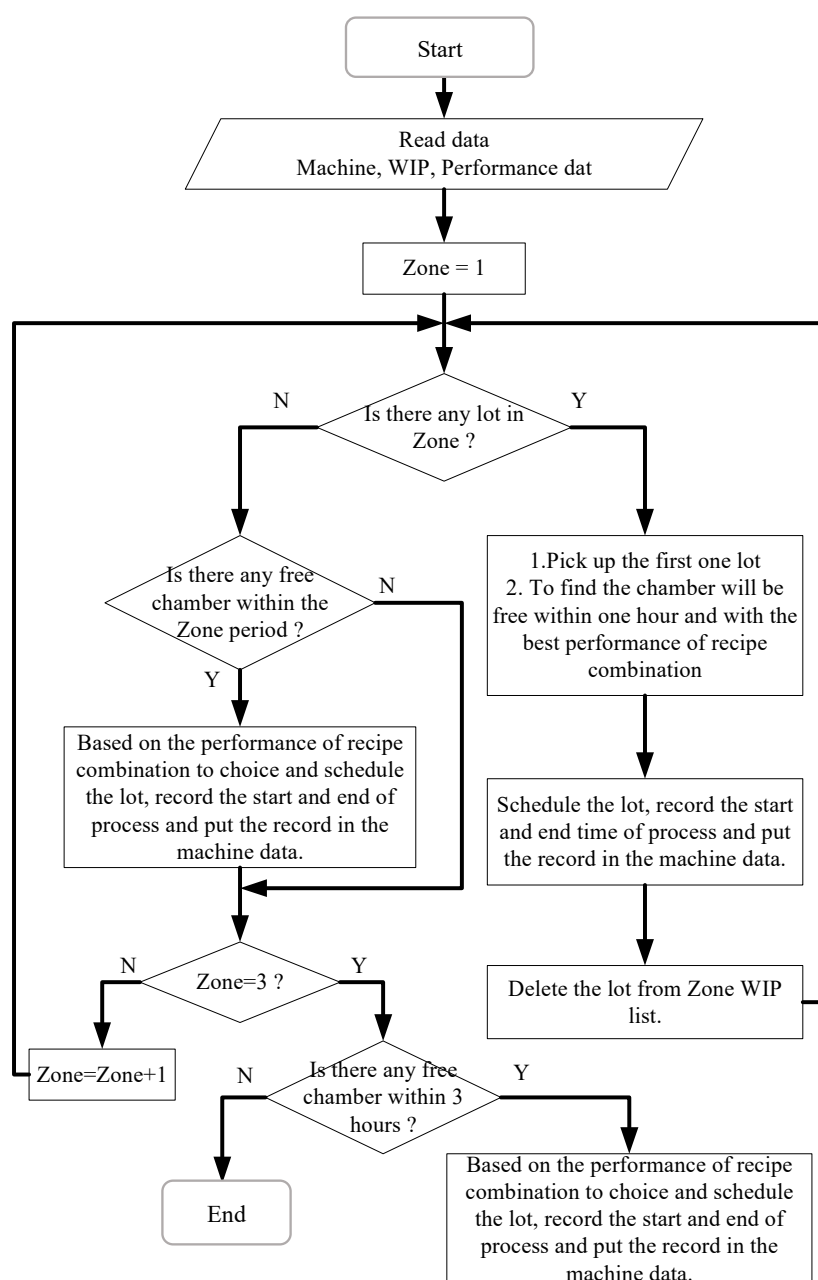 Start
Read data
Machine, WIP, Performance dat
Zone = 1
Is there any lot in
Zone ?
N
Y
Is there any free
chamber within the
Zone period ?
N
Y
1.Pick up the first one lot
2. To find the chamber will be
free within one hour and with the
best performance of recipe
combination
Based on the performance of recipe
combination to choice and schedule
the lot, record the start and end of
process and put the record in the
machine data.
Schedule the lot, record the start
and end time of process and put
the record in the machine data.
Zone=3 ?
N
Y
Delete the lot from Zone WIP
list.
Zone=Zone+1
Is there any free
chamber within 3
hours ?
N
Y
End
Based on the performance of recipe
combination to choice and schedule
the lot, record the start and end of
process and put the record in the
machine data.